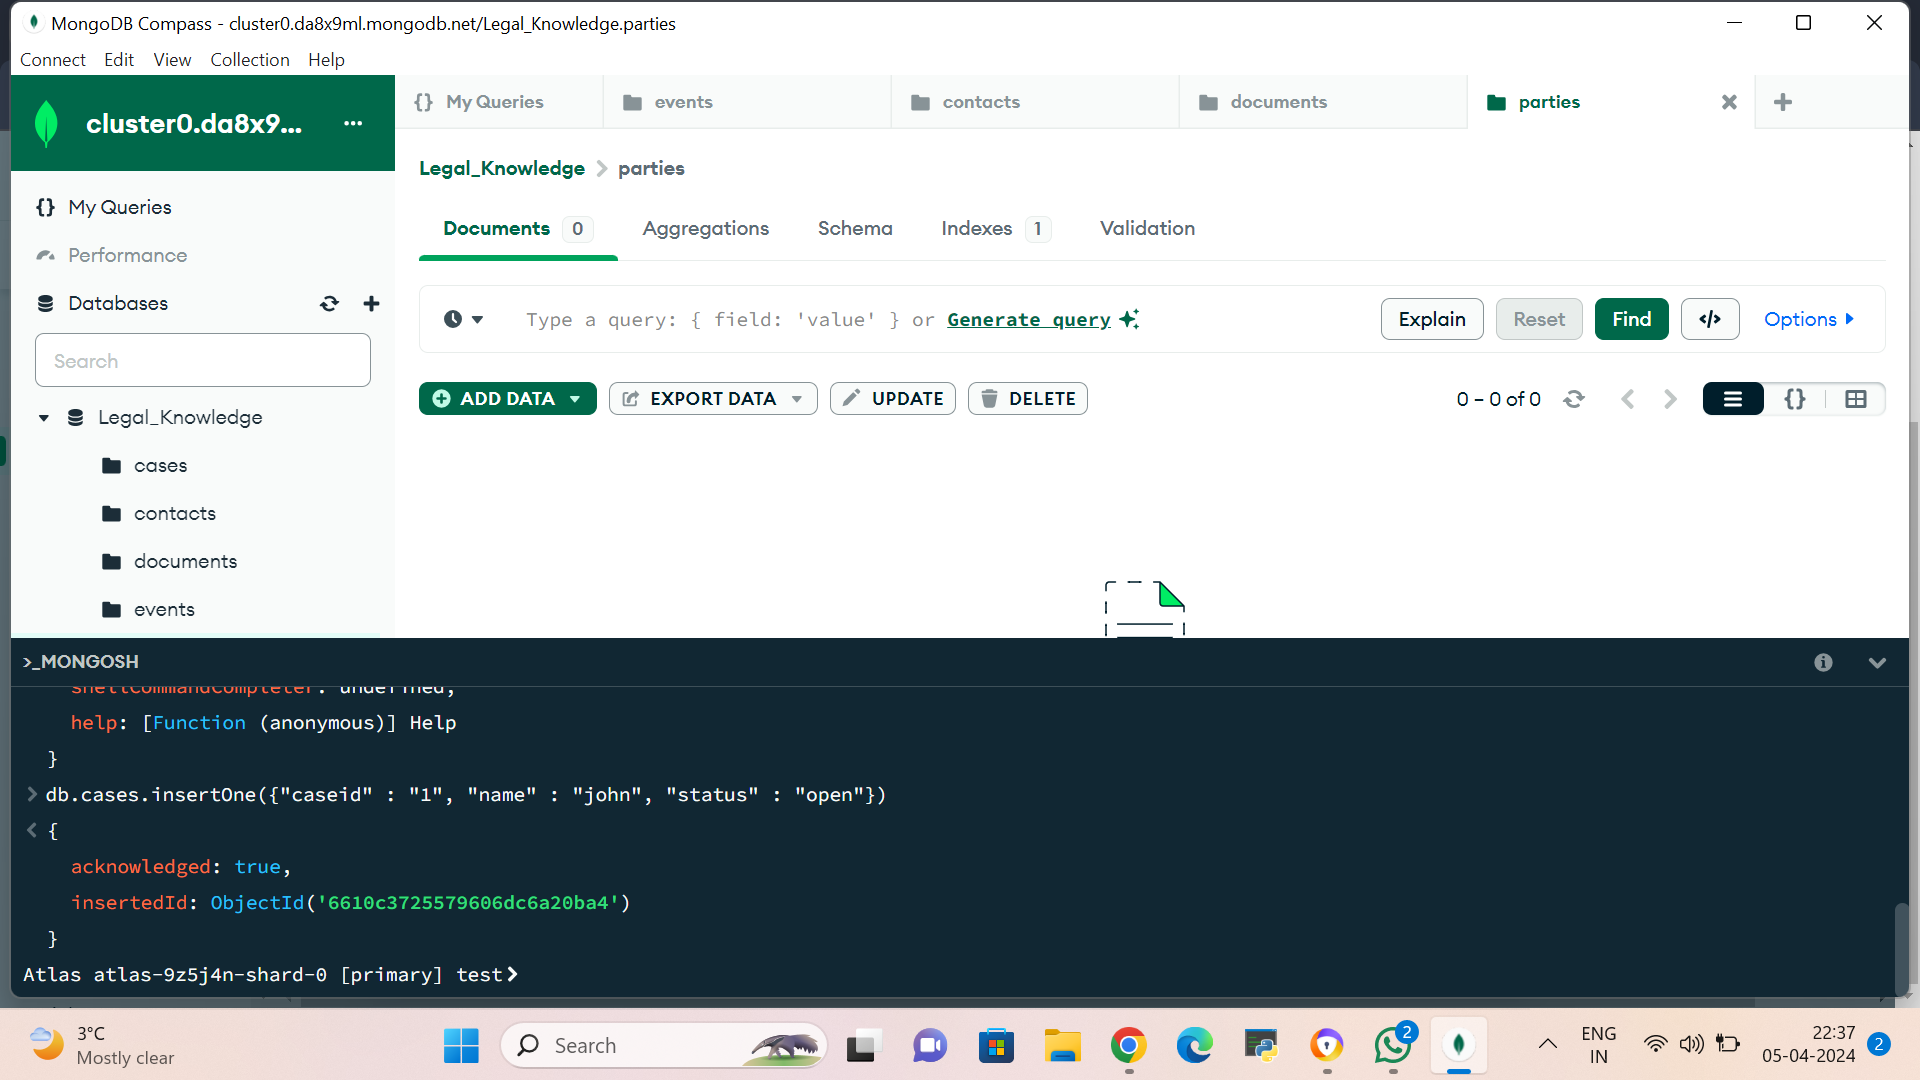 MongoDB Compass - cluster0.da8x9ml.mongodb.net/Legal_Knowledge.parties
Connect Edit View Collection Help
cluster0.da8x9... ...
{} My Queries
events
contacts
documents
parties
My Queries
Performance
Databases
Search
Legal_Knowledge
cases
contacts
documents
events
Legal_Knowledge > parties
Documents 0 Aggregations Schema Indexes 1 Validation
Type a query: { field: 'value' } or Generate query
Explain Reset Find </> Options
ADD DATA EXPORT DATA UPDATE DELETE 0 – 0 of 0 {}
>_MONGOSH
shellCommandCompleter: undefined,
help: [Function (anonymous)] Help
}
> db.cases.insertOne({"caseid" : "1", "name" : "john", "status" : "open"})
< {
acknowledged: true,
insertedId: ObjectId('6610c3725579606dc6a20ba4')
}
Atlas atlas-9z5j4n-shard-0 [primary] test>
3°C
Mostly clear
Search
2
ENG
IN
22:37
05-04-2024
2